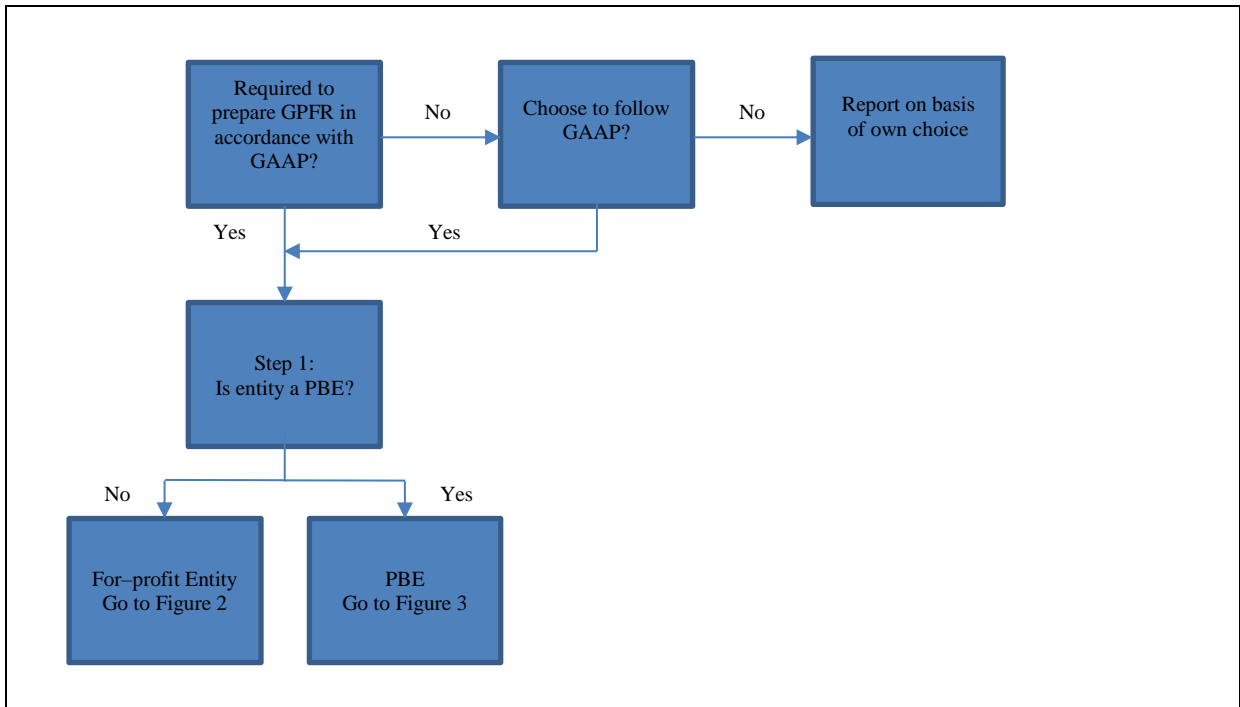 Required to
prepare GPFR in
accordance with
GAAP?
No
Choose to follow
GAAP?
No
Report on basis
of own choice
Yes
Yes
Step 1:
Is entity a PBE?
No
Yes
For–profit Entity
Go to Figure 2
PBE
Go to Figure 3